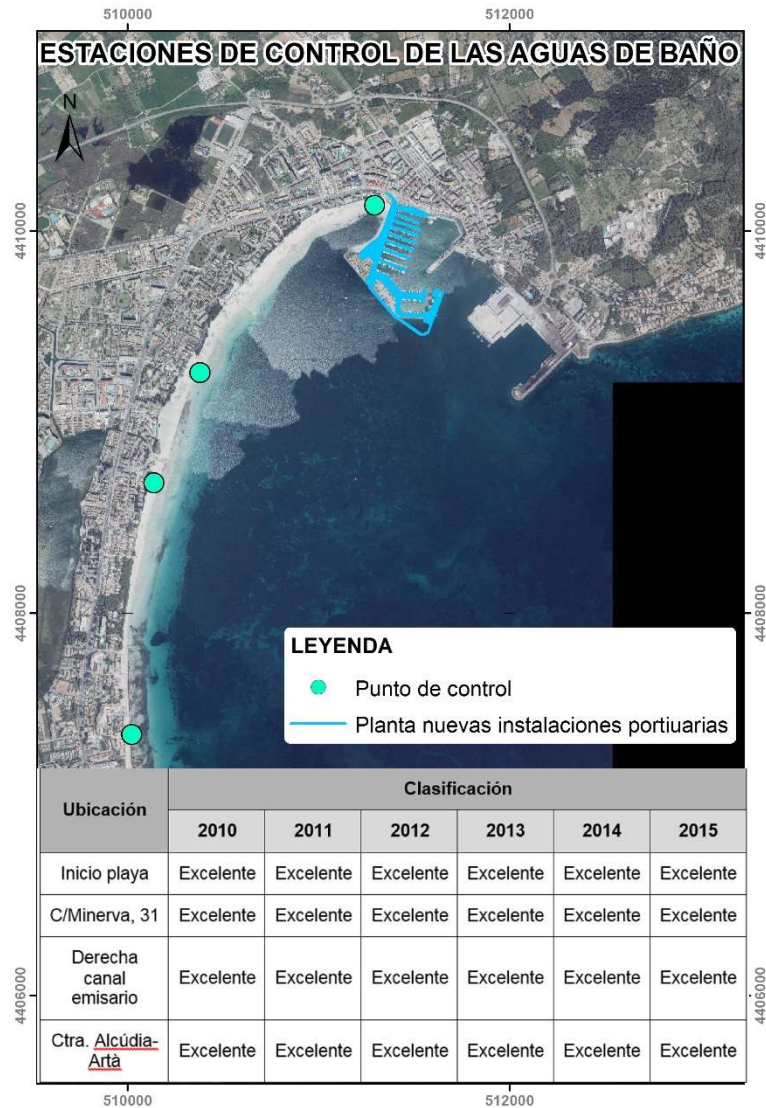 510000 512000
ESTACIONES DE CONTROL DE LAS AGUAS DE BAÑO
N
4410000 4410000
4408000 4408000
LEYENDA
Punto de control
Planta nuevas instalaciones portiuarias
Ubicación Clasificación
2010 2011 2012 2013 2014 2015
Inicio playa Excelente Excelente Excelente Excelente Excelente Excelente
C/Minerva, 31 Excelente Excelente Excelente Excelente Excelente Excelente
Derecha
canal
emisario Excelente Excelente Excelente Excelente Excelente Excelente
4406000 4406000
Ctra. Alcúdia-
Artà Excelente Excelente Excelente Excelente Excelente Excelente
510000 512000